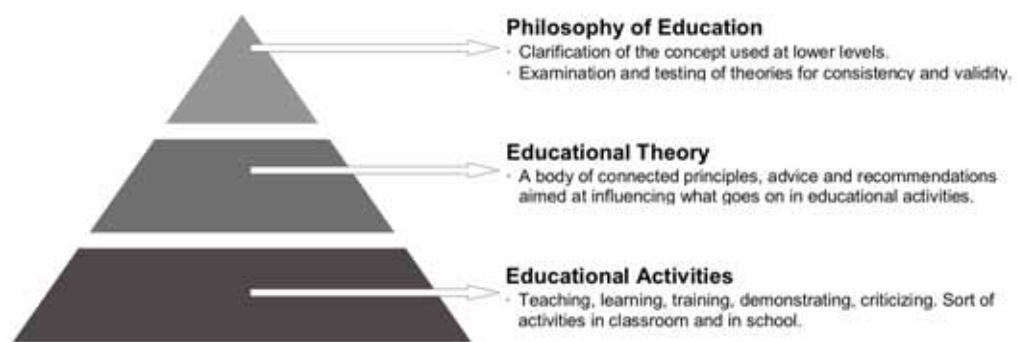 Philosophy of Education
· Clarification of the concept used at lower levels.
· Examination and testing of theories for consistency and validity.
Educational Theory
· A body of connected principles, advice and recommendations
aimed at influencing what goes on in educational activities.
Educational Activities
· Teaching, learning, training, demonstrating, criticizing. Sort of
activities in classroom and in school.